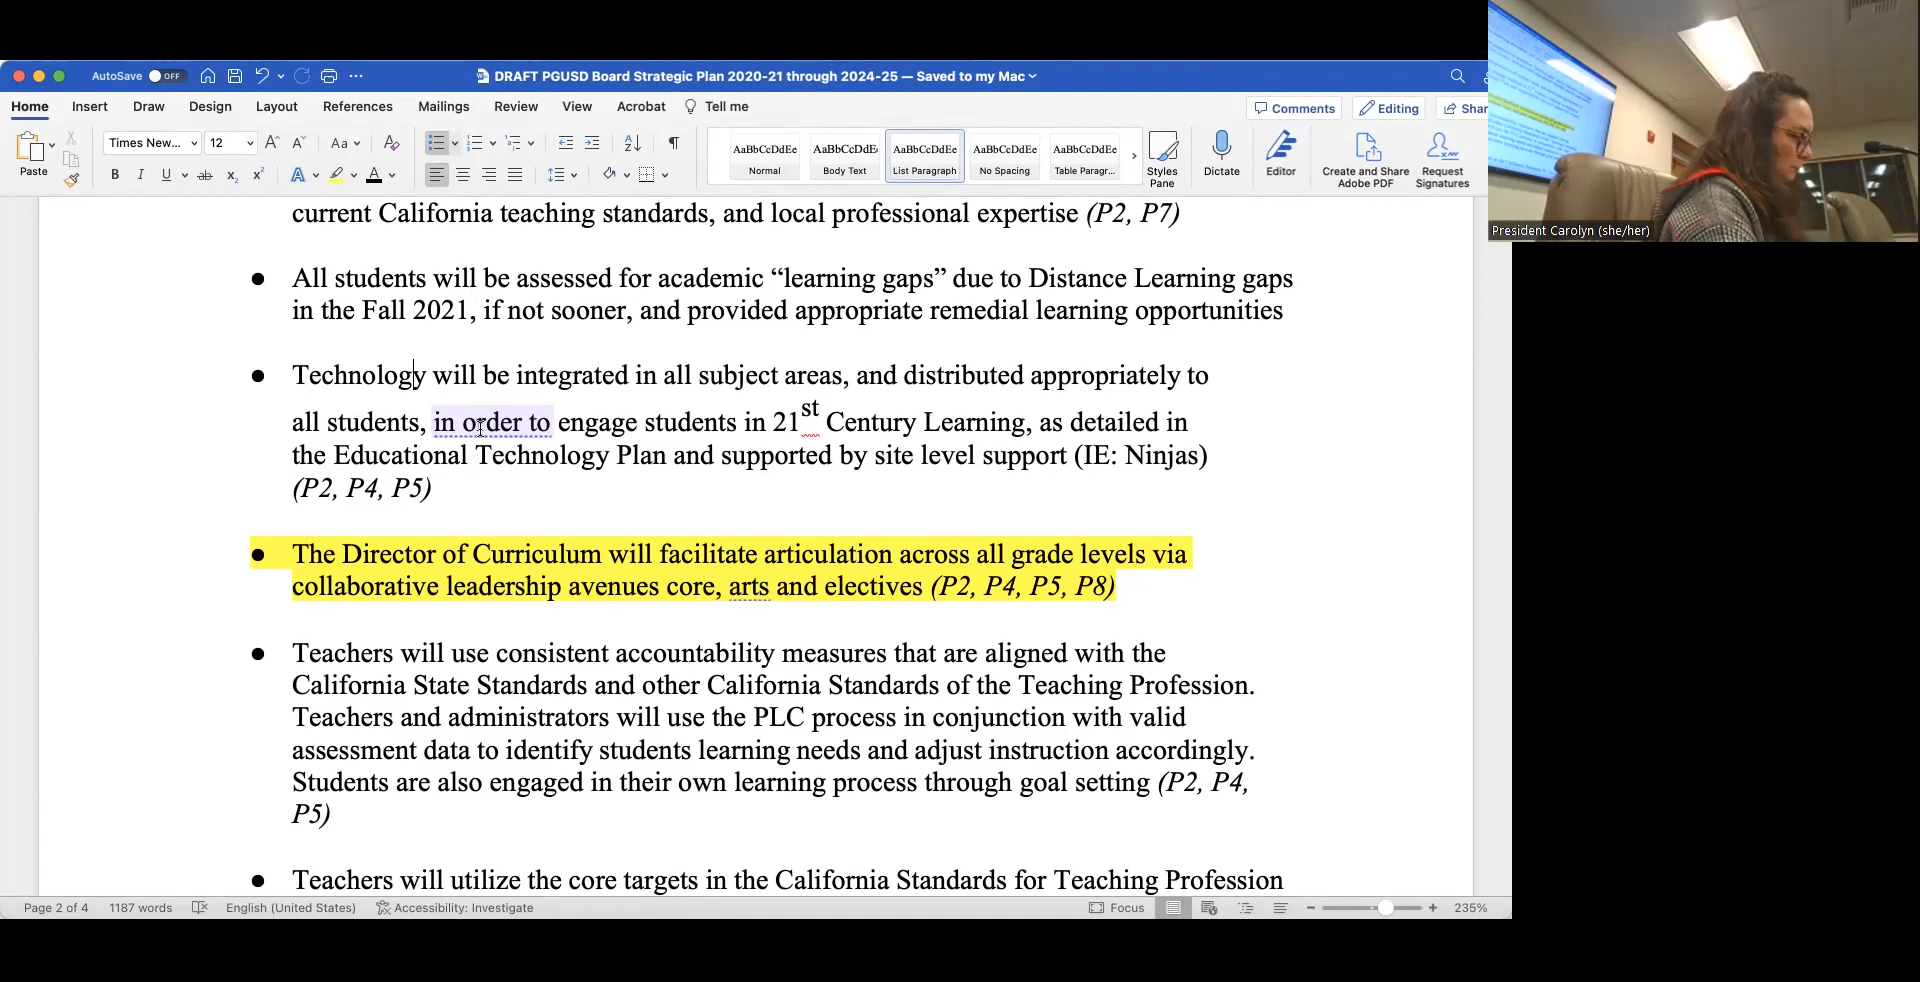 AutoSave OFF
DRAFT PGUSD Board Strategic Plan 2020-21 through 2024-25 — Saved to my Mac
Home Insert Draw Design Layout References Mailings Review View Acrobat Tell me
Comments Editing Shar
Paste
Times New... 12 Aa
B I U ab x₂ x² A A
AaBbCcDdEe AaBbCcDdE AaBbCcDdEe AaBbCcDdEe AaBbCcDdEe
Normal Body Text List Paragraph No Spacing Table Paragr...
Styles Pane
Dictate
Editor
Create and Share Adobe PDF
Request Signatures
President Carolyn (she/her)
current California teaching standards, and local professional expertise (P2, P7)
● All students will be assessed for academic “learning gaps” due to Distance Learning gaps
in the Fall 2021, if not sooner, and provided appropriate remedial learning opportunities
● Technology will be integrated in all subject areas, and distributed appropriately to
all students, in order to engage students in 21st Century Learning, as detailed in
the Educational Technology Plan and supported by site level support (IE: Ninjas)
(P2, P4, P5)
● The Director of Curriculum will facilitate articulation across all grade levels via
collaborative leadership avenues core, arts and electives (P2, P4, P5, P8)
● Teachers will use consistent accountability measures that are aligned with the
California State Standards and other California Standards of the Teaching Profession.
Teachers and administrators will use the PLC process in conjunction with valid
assessment data to identify students learning needs and adjust instruction accordingly.
Students are also engaged in their own learning process through goal setting (P2, P4,
P5)
● Teachers will utilize the core targets in the California Standards for Teaching Profession
Page 2 of 4 1187 words English (United States) Accessibility: Investigate
Focus 235%